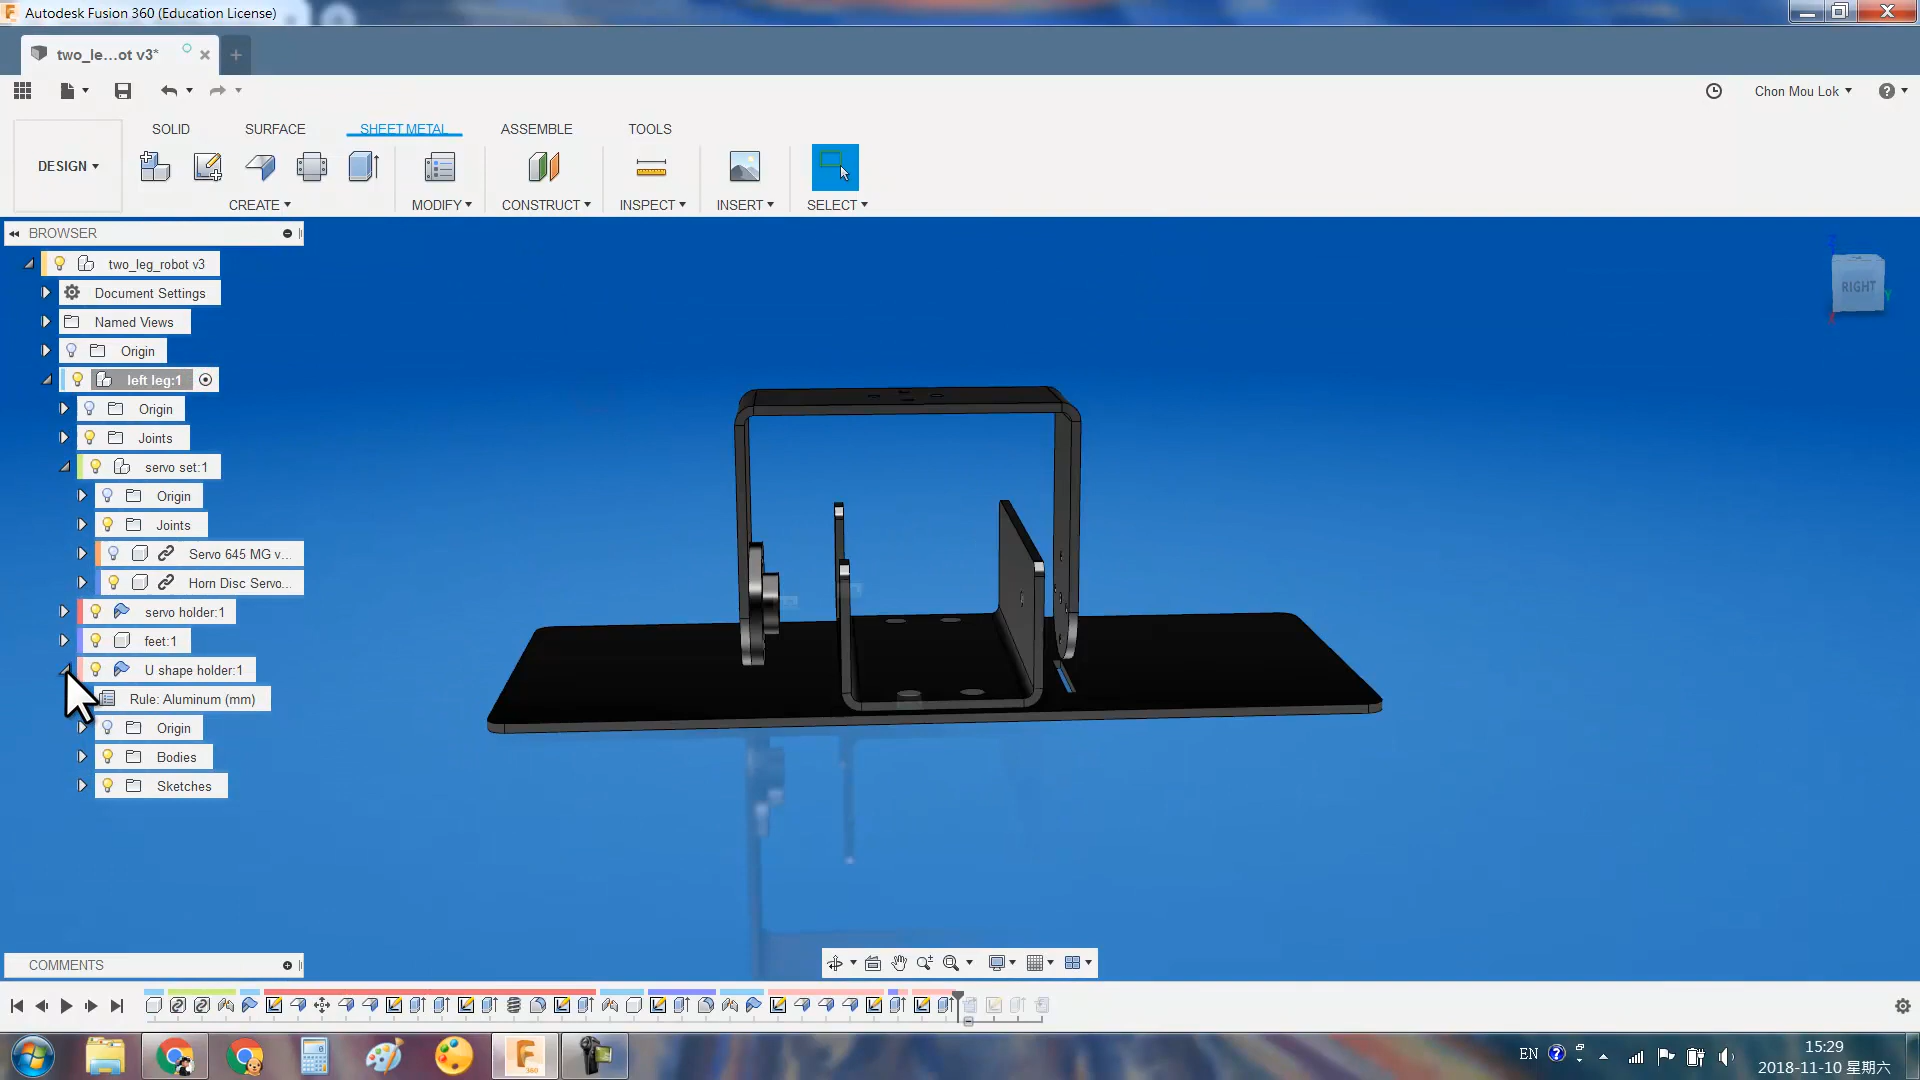 Autodesk Fusion 360 (Education License)
two_le...ot v3*
Chon Mou Lok
DESIGN
SOLID
SURFACE
SHEET METAL
ASSEMBLE
TOOLS
CREATE
MODIFY
CONSTRUCT
INSPECT
INSERT
SELECT
BROWSER
two_leg_robot v3
Document Settings
Named Views
Origin
left leg:1
Origin
Joints
servo set:1
Origin
Joints
Servo 645 MG v...
Horn Disc Servo...
servo holder:1
feet:1
U shape holder:1
Rule: Aluminum (mm)
Origin
Bodies
Sketches
RIGHT
Z
Y
X
COMMENTS
360
EN
15:29
2018-11-10 星期六